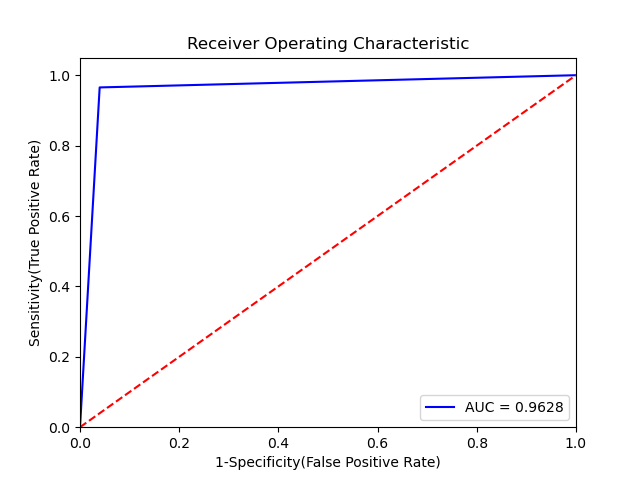 Receiver Operating Characteristic
1.0
0.8
0.6
0.4
0.2
0.0
Sensitivity(True Positive Rate)
AUC = 0.9628
0.0 0.2 0.4 0.6 0.8 1.0
1-Specificity(False Positive Rate)